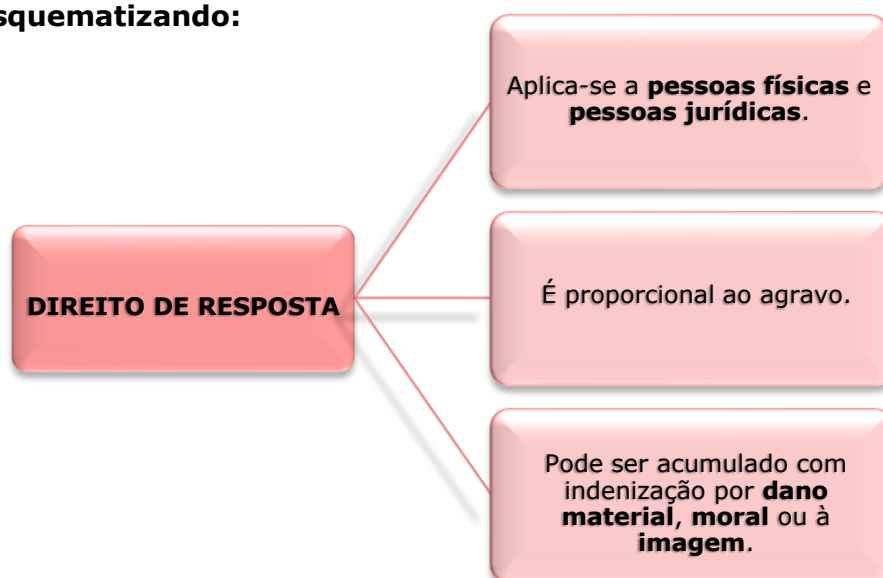 squematizando:
Aplica-se a pessoas físicas e
pessoas jurídicas.
DIREITO DE RESPOSTA
É proporcional ao agravo.
Pode ser acumulado com
indenização por dano
material, moral ou à
imagem.